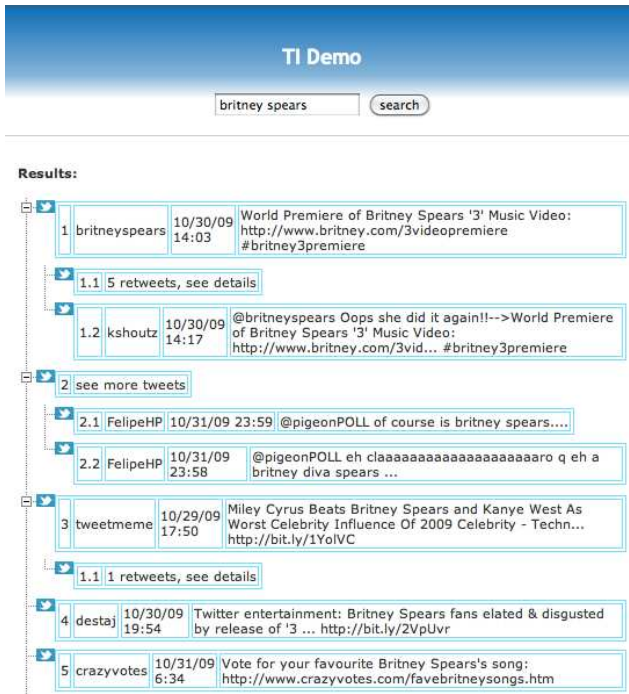 TI Demo
britney spears search
Results:
1 britneyspears 10/30/09 14:03 World Premiere of Britney Spears '3' Music Video:
http://www.britney.com/3videopremiere
#britney3premiere
1.1 5 retweets, see details
1.2 kshoutz 10/30/09 14:17 @britneyspears Oops she did it again!!-->World Premiere
of Britney Spears '3' Music Video:
http://www.britney.com/3vid... #britney3premiere
2 see more tweets
2.1 FelipeHP 10/31/09 23:59 @pigeonPOLL of course is britney spears....
2.2 FelipeHP 10/31/09 23:58 @pigeonPOLL eh claaaaaaaaaaaaaaaaaaaaaro q eh a
britney diva spears ...
3 tweetmeme 10/29/09 17:50 Miley Cyrus Beats Britney Spears and Kanye West As
Worst Celebrity Influence Of 2009 Celebrity - Techn...
http://bit.ly/1YolVC
1.1 1 retweets, see details
4 destaj 10/30/09 19:54 Twitter entertainment: Britney Spears fans elated & disgusted
by release of '3 ... http://bit.ly/2VpUvr
5 crazyvotes 10/31/09 6:34 Vote for your favourite Britney Spears's song:
http://www.crazyvotes.com/favebritneysongs.htm